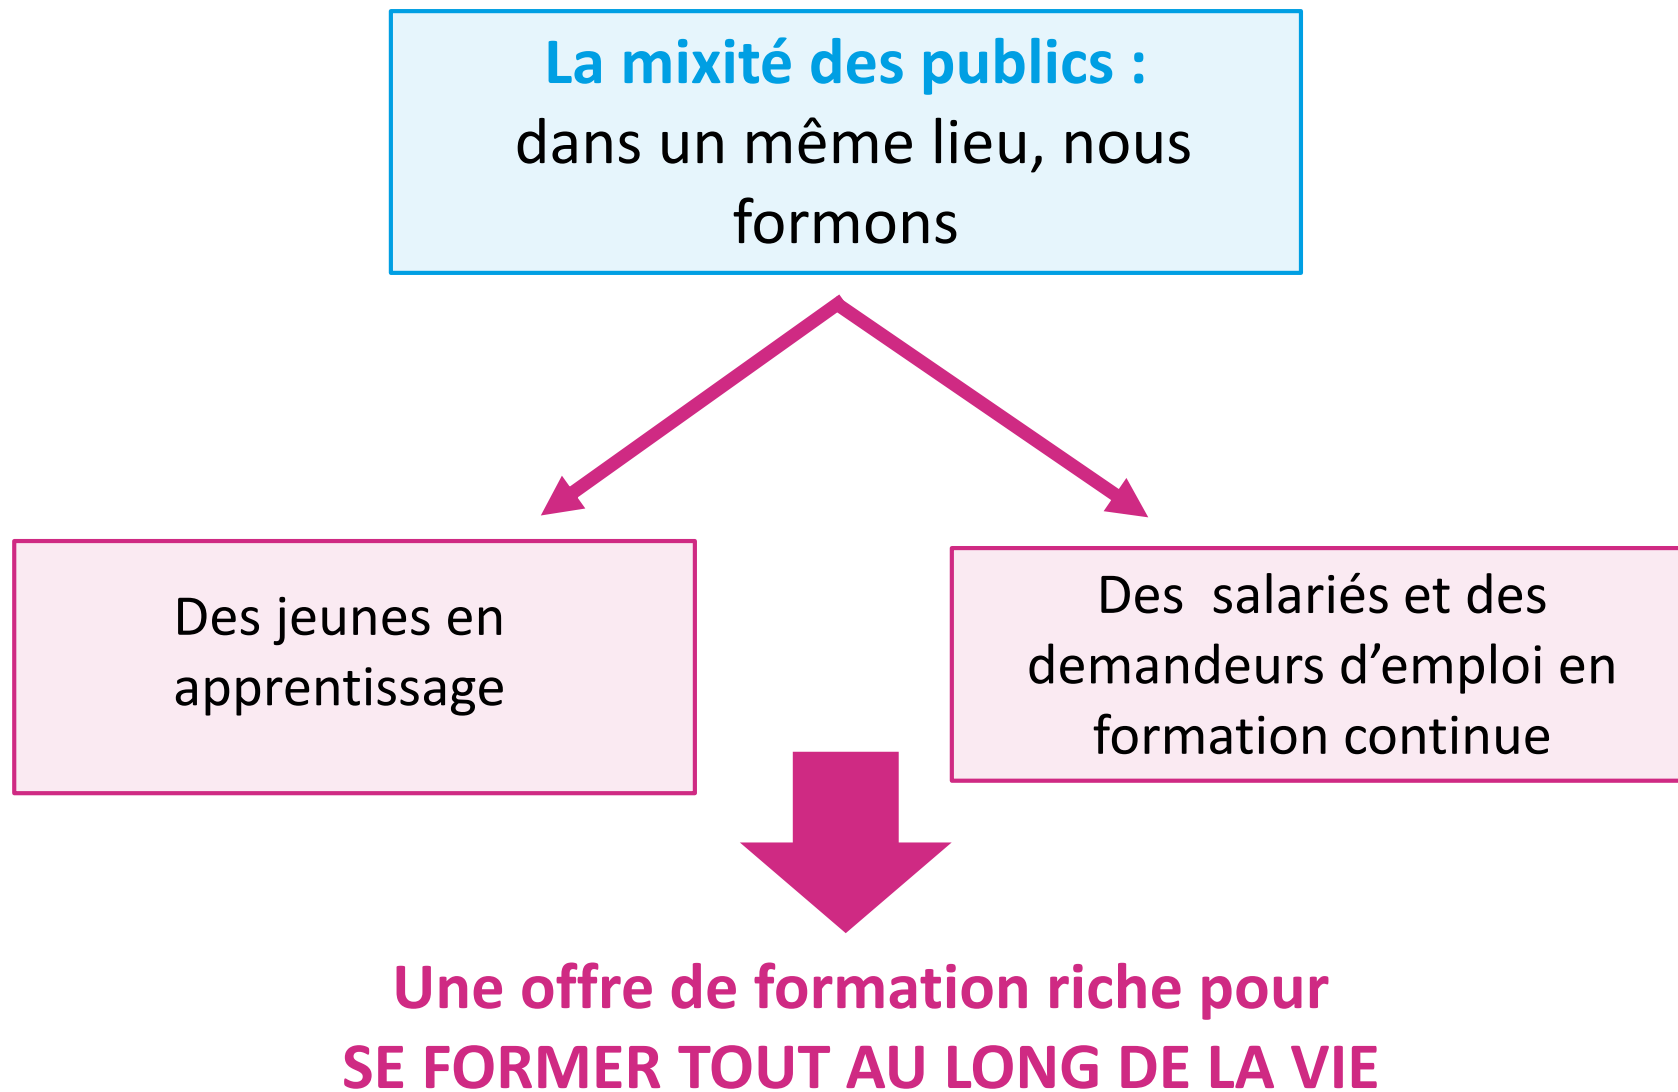 La mixité des publics :
dans un même lieu, nous
formons
Des jeunes en
apprentissage
Des  salariés et des
demandeurs d’emploi en
formation continue
Une offre de formation riche pour
SE FORMER TOUT AU LONG DE LA VIE